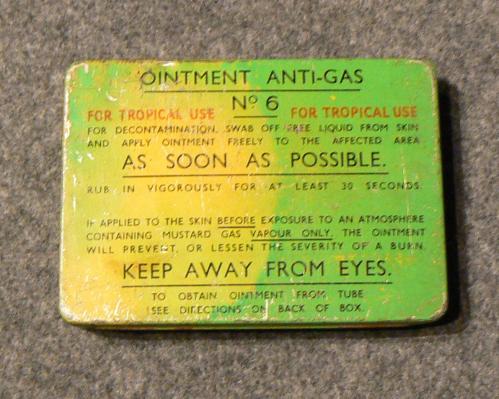 OINTMENT ANTI-GAS
Nº 6
FOR TROPICAL USE FOR TROPICAL USE
FOR DECONTAMINATION, SWAB OFF FREE LIQUID FROM SKIN
AND APPLY OINTMENT FREELY TO THE AFFECTED AREA
AS SOON AS POSSIBLE.
RUB IN VIGOROUSLY FOR AT LEAST 30 SECONDS.
IF APPLIED TO THE SKIN BEFORE EXPOSURE TO AN ATMOSPHERE
CONTAINING MUSTARD GAS VAPOUR ONLY, THE OINTMENT
WILL PREVENT, OR LESSEN THE SEVERITY OF A BURN.
KEEP AWAY FROM EYES.
TO OBTAIN OINTMENT FROM TUBE
SEE DIRECTIONS ON BACK OF BOX.